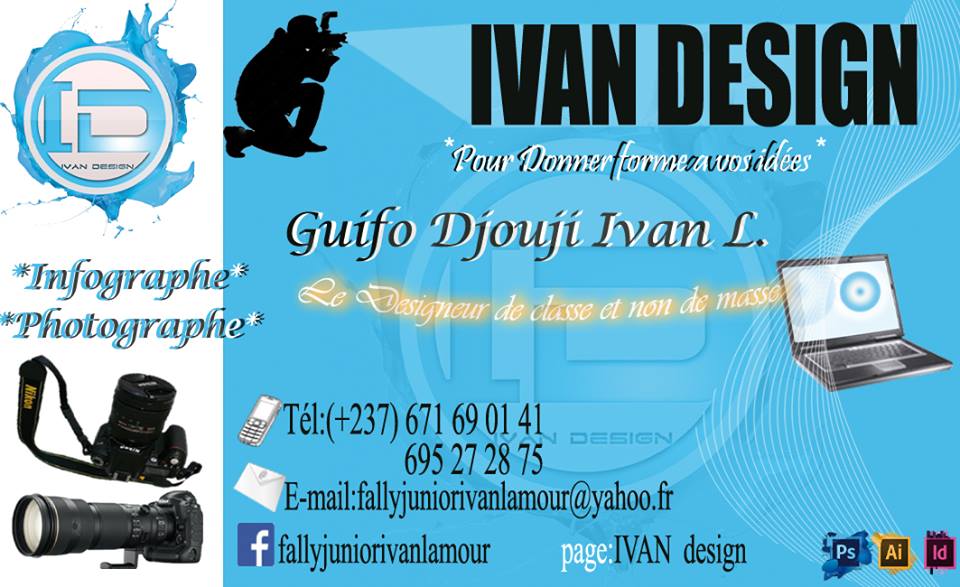 ID
IVAN DESIGN
IVAN DESIGN
*Pour Donner forme a vos idées*
Guifo Djouji Ivan L.
Le Designeur de classe et non de masse
*Infographe*
*Photographe*
Nikon
Tél:(+237) 671 69 01 41
695 27 28 75
IVAN DESIGN
E-mail:fallyjuniorivanlamour@yahoo.fr
f fallyjuniorivanlamour page:IVAN design
Ps Ai Id